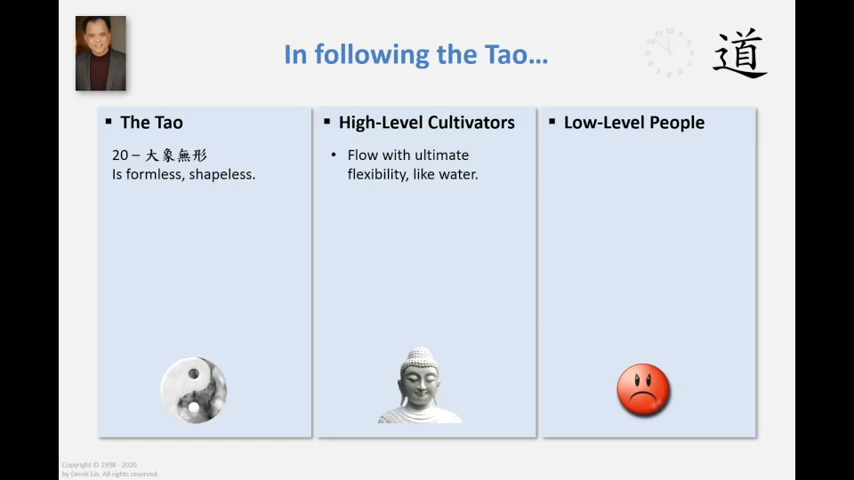 In following the Tao…
道
▪ The Tao
20 – 大象無形
Is formless, shapeless.
▪ High-Level Cultivators
• Flow with ultimate
flexibility, like water.
▪ Low-Level People
Copyright © 1998 - 2020
by Derek Lin. All rights reserved.